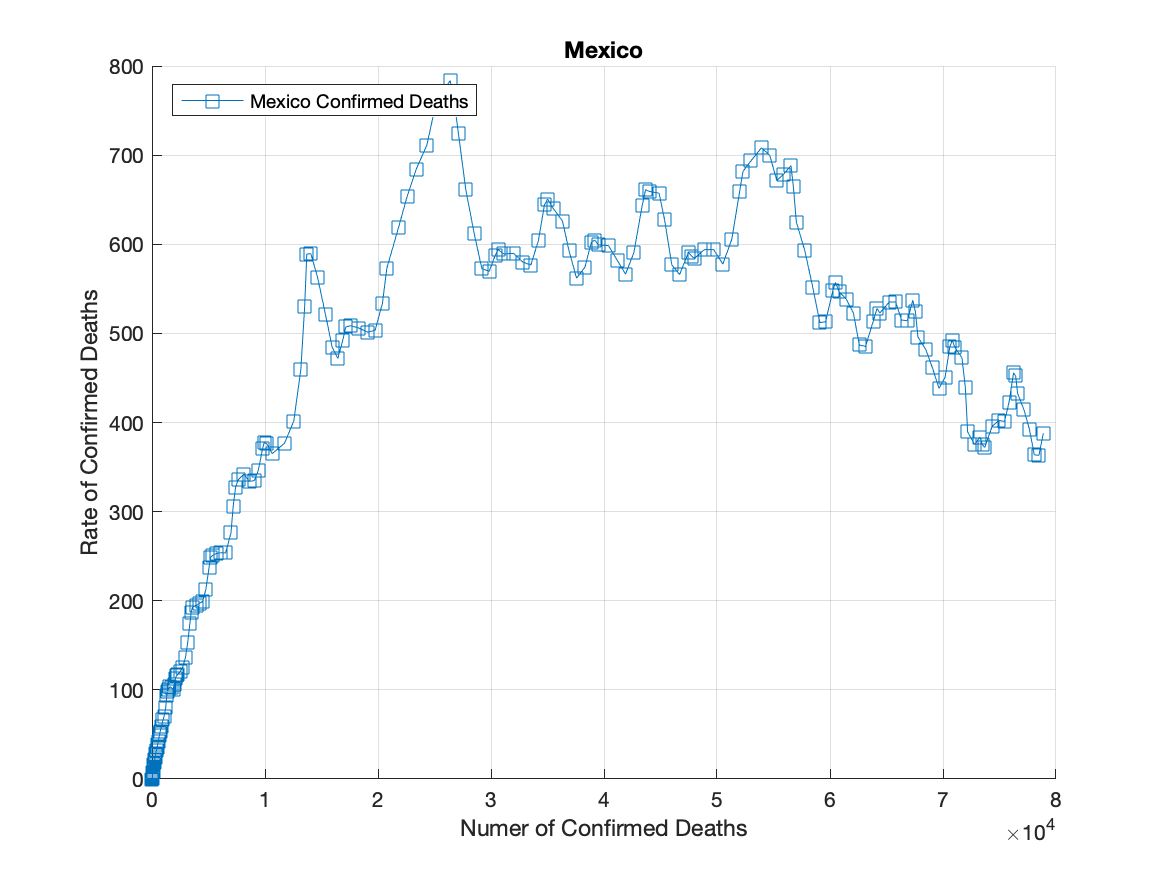 Mexico
Mexico Confirmed Deaths
800
700
600
500
400
300
200
100
0
Rate of Confirmed Deaths
0 1 2 3 4 5 6 7 8
×10^4
Numer of Confirmed Deaths